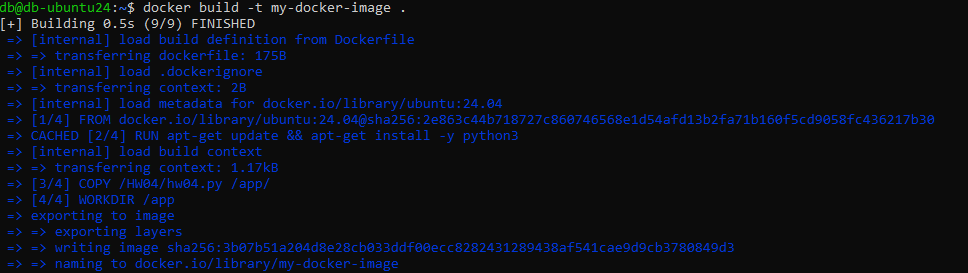 db@db-ubuntu24:~$ docker build -t my-docker-image .
[+] Building 0.5s (9/9) FINISHED
=> [internal] load build definition from Dockerfile
=> => transferring dockerfile: 175B
=> [internal] load .dockerignore
=> => transferring context: 2B
=> [internal] load metadata for docker.io/library/ubuntu:24.04
=> [1/4] FROM docker.io/library/ubuntu:24.04@sha256:2e863c44b718727c860746568e1d54afd13b2fa71b160f5cd9058fc436217b30
=> CACHED [2/4] RUN apt-get update && apt-get install -y python3
=> [internal] load build context
=> => transferring context: 1.17kB
=> [3/4] COPY /HW04/hw04.py /app/
=> [4/4] WORKDIR /app
=> exporting to image
=> => exporting layers
=> => writing image sha256:3b07b51a204d8e28cb033ddf00ecc8282431289438af541cae9d9cb3780849d3
=> => naming to docker.io/library/my-docker-image